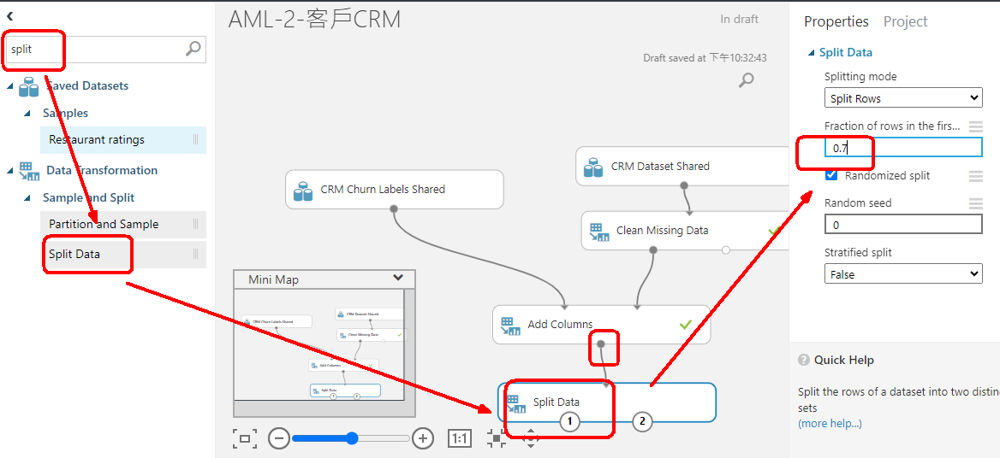 split
Saved Datasets
Samples
Restaurant ratings
Data Transformation
Sample and Split
Partition and Sample
Split Data
AML-2-客戶CRM
In draft
Draft saved at 下午10:32:43
CRM Churn Labels Shared
CRM Dataset Shared
Clean Missing Data
Add Columns
Split Data
1
2
Mini Map
CRM Churn Labels Shared
CRM Dataset Shared
Clean Missing Data
Add Columns
Split Data
1
2
1:1
Properties
Project
Split Data
Splitting mode
Split Rows
Fraction of rows in the firs...
0.7
Randomized split
Random seed
0
Stratified split
False
Quick Help
Split the rows of a dataset into two distinc
sets
(more help...)